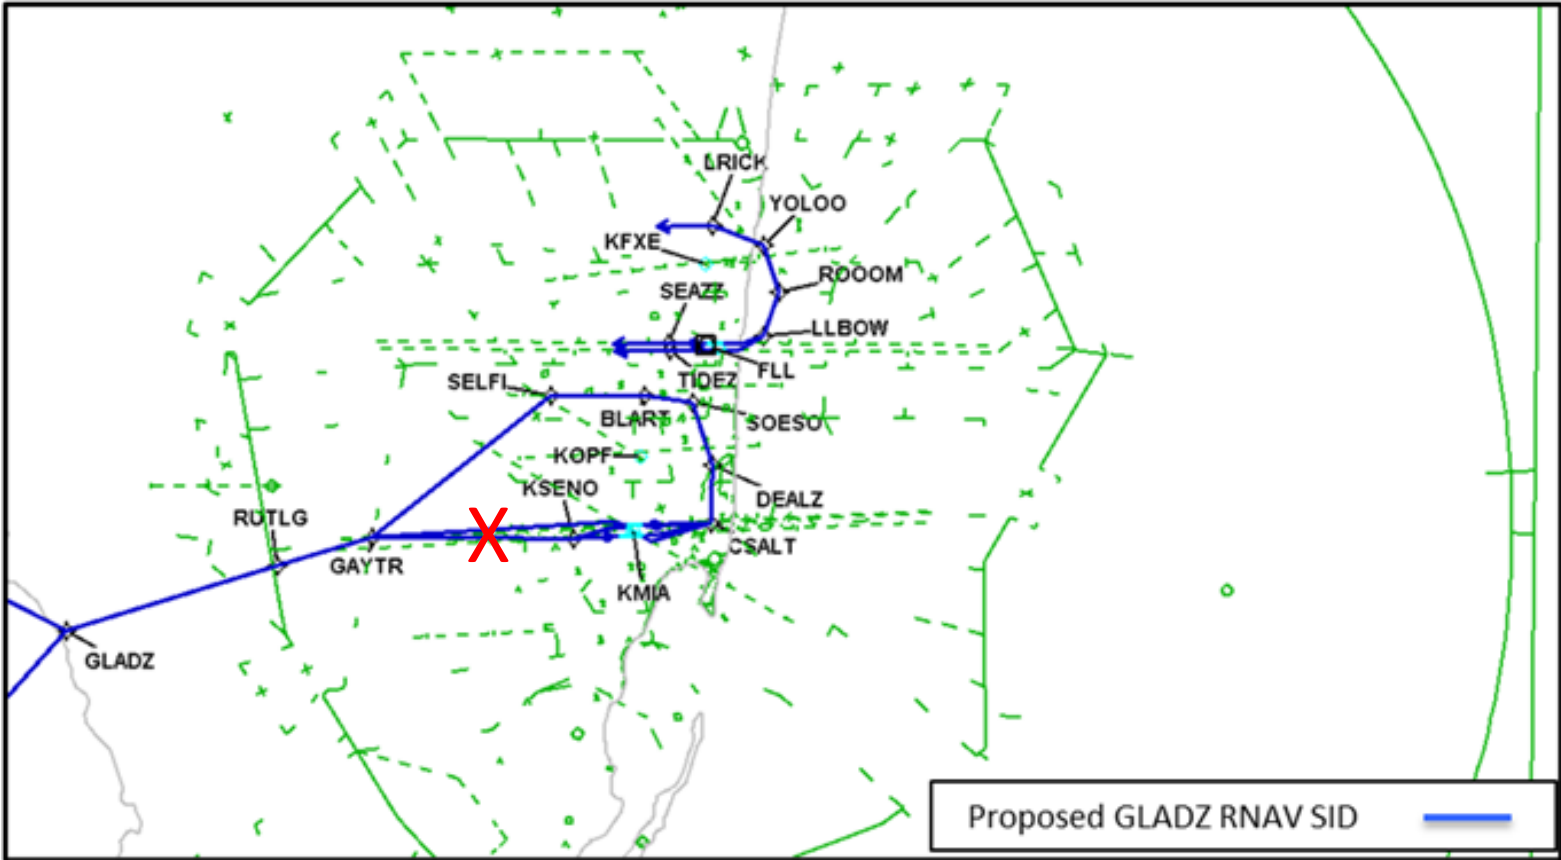 LRICK
YOLOO
KFXE
ROOOM
SEAZZ
LLBOW
FLL
TIDEZ
SELFI
BLART
SOESO
KOPF
KSENO
DEALZ
RUTLG
X
CSALT
GAYTR
KMIA
GLADZ
Proposed GLADZ RNAV SID